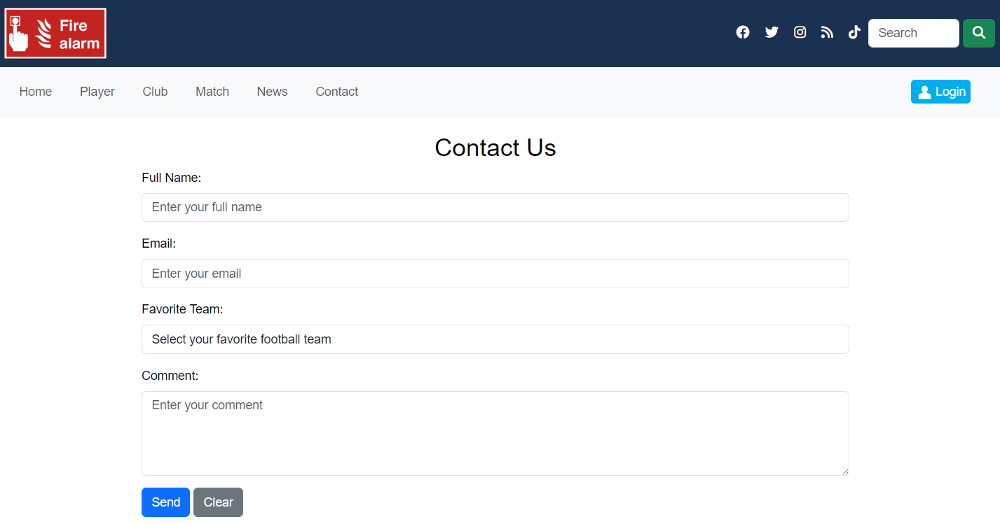 Fire
alarm
Search
Home Player Club Match News Contact Login
Contact Us
Full Name:
Enter your full name
Email:
Enter your email
Favorite Team:
Select your favorite football team
Comment:
Enter your comment
Send Clear